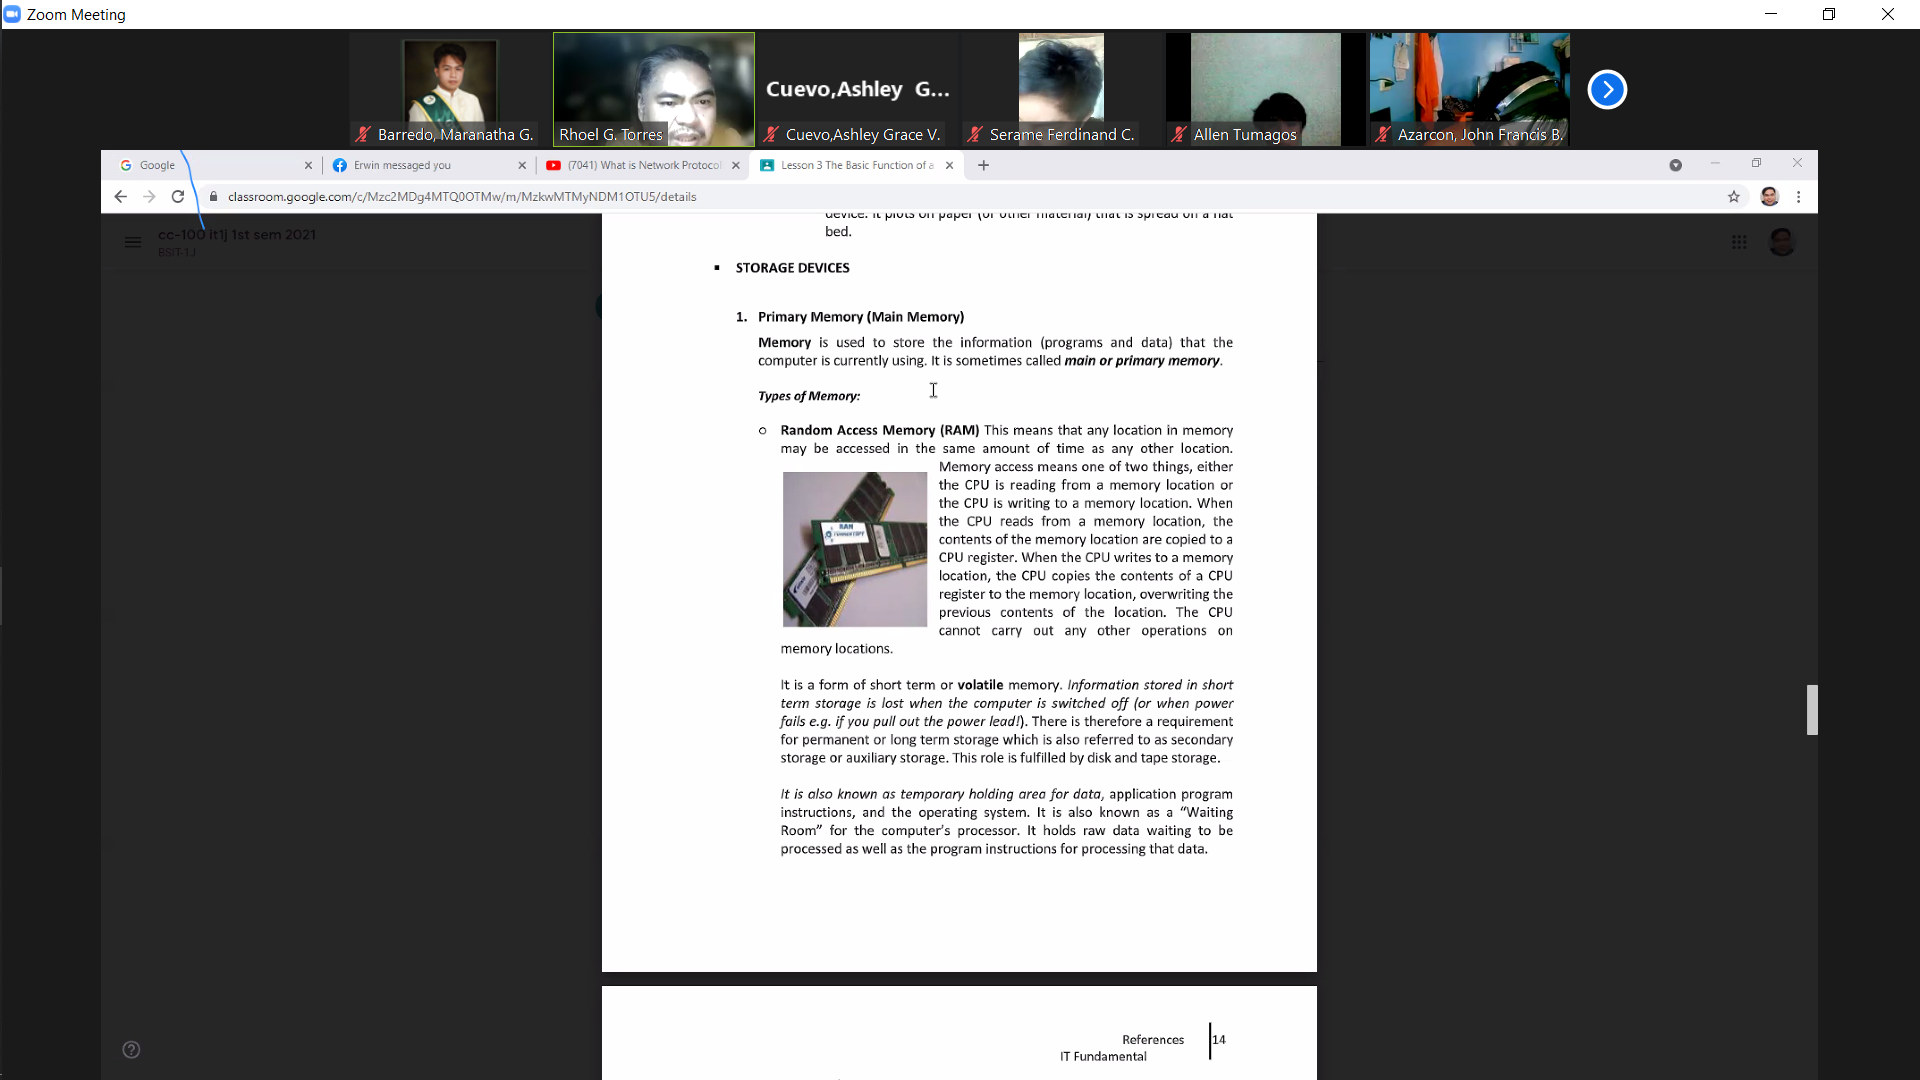 Zoom Meeting
Cuevo,Ashley G...
Barredo, Maranatha G.
Rhoel G. Torres
Cuevo,Ashley Grace V.
Serame Ferdinand C.
Allen Tumagos
Azarcon, John Francis B.
Google
Erwin messaged you
(7041) What is Network Protocol
Lesson 3 The Basic Function of a
classroom.google.com/c/Mzc2MDg4MTQ0OTMw/m/MzkwMTMyNDM1OTU5/details
cc-100 it1j 1st sem 2021
BSIT-1J
device. It plots on paper (or other material) that is spread on a flat
bed.
▪ STORAGE DEVICES
1. Primary Memory (Main Memory)
Memory is used to store the information (programs and data) that the
computer is currently using. It is sometimes called main or primary memory.
Types of Memory:
o Random Access Memory (RAM) This means that any location in memory
may be accessed in the same amount of time as any other location.
Memory access means one of two things, either
the CPU is reading from a memory location or
the CPU is writing to a memory location. When
the CPU reads from a memory location, the
contents of the memory location are copied to a
CPU register. When the CPU writes to a memory
location, the CPU copies the contents of a CPU
register to the memory location, overwriting the
previous contents of the location. The CPU
cannot carry out any other operations on
memory locations.
RAM
It is a form of short term or volatile memory. Information stored in short
term storage is lost when the computer is switched off (or when power
fails e.g. if you pull out the power lead!). There is therefore a requirement
for permanent or long term storage which is also referred to as secondary
storage or auxiliary storage. This role is fulfilled by disk and tape storage.
It is also known as temporary holding area for data, application program
instructions, and the operating system. It is also known as a “Waiting
Room” for the computer's processor. It holds raw data waiting to be
processed as well as the program instructions for processing that data.
References 14
IT Fundamental